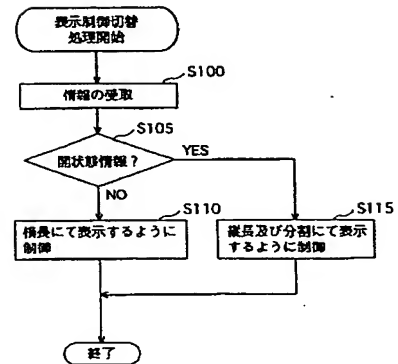 表示制御切替
処理開始
S100
情報の受取
S105
開状態情報?
YES
NO
S110
横長にて表示するように
制御
S115
縦長及び分割にて表示
するように制御
終了